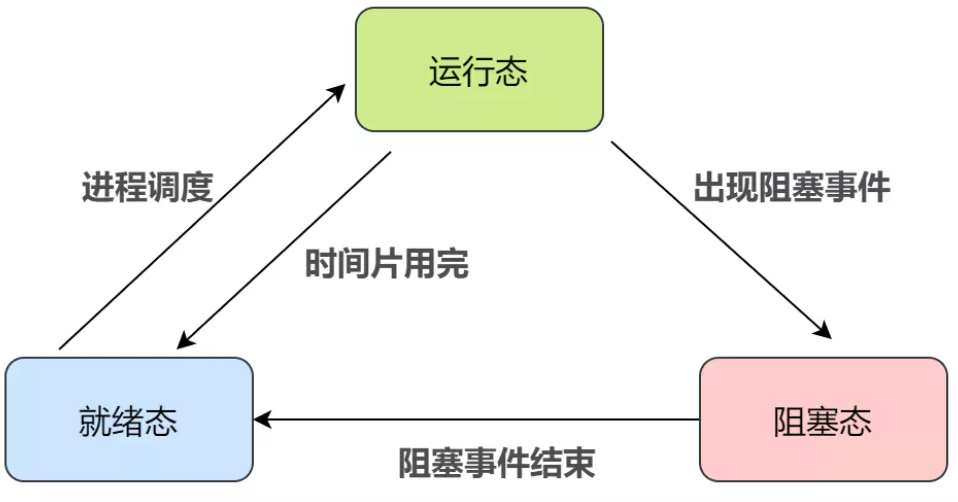 运行态
进程调度
出现阻塞事件
时间片用完
就绪态
阻塞态
阻塞事件结束